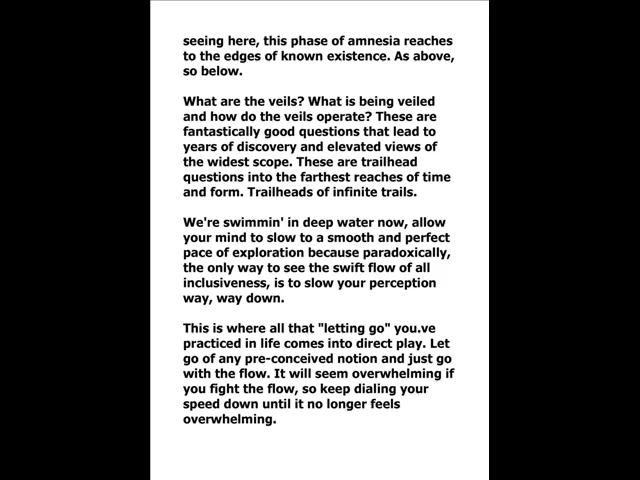 seeing here, this phase of amnesia reaches
to the edges of known existence. As above,
so below.
What are the veils? What is being veiled
and how do the veils operate? These are
fantastically good questions that lead to
years of discovery and elevated views of
the widest scope. These are trailhead
questions into the farthest reaches of time
and form. Trailheads of infinite trails.
We're swimmin' in deep water now, allow
your mind to slow to a smooth and perfect
pace of exploration because paradoxically,
the only way to see the swift flow of all
inclusiveness, is to slow your perception
way, way down.
This is where all that "letting go" you.ve
practiced in life comes into direct play. Let
go of any pre-conceived notion and just go
with the flow. It will seem overwhelming if
you fight the flow, so keep dialing your
speed down until it no longer feels
overwhelming.